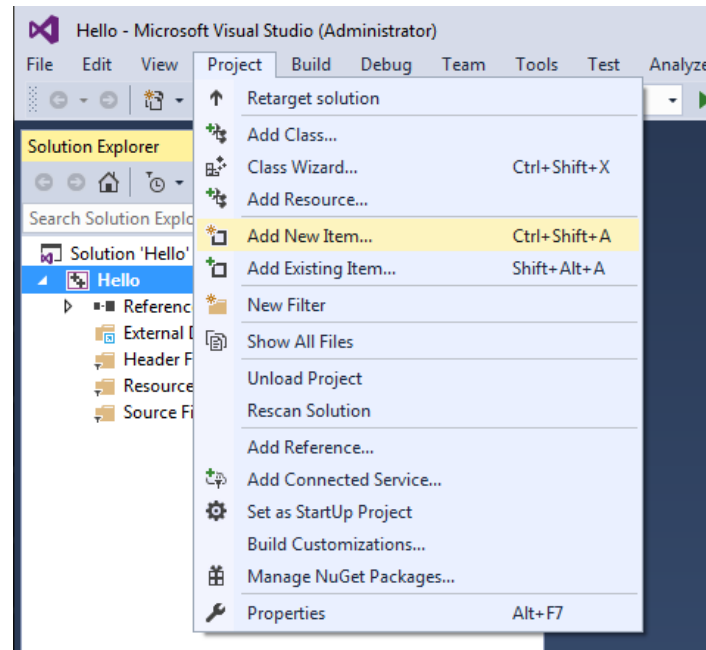 Hello - Microsoft Visual Studio (Administrator)
File Edit View Project Build Debug Team Tools Test Analyze
Retarget solution
Solution Explorer
Add Class...
Class Wizard... Ctrl+Shift+X
Add Resource...
Search Solution Explo
Add New Item... Ctrl+Shift+A
Solution 'Hello'
Add Existing Item... Shift+Alt+A
Hello
New Filter
Referenc
External D
Show All Files
Header F
Unload Project
Resource
Rescan Solution
Source Fi
Add Reference...
Add Connected Service...
Set as StartUp Project
Build Customizations...
Manage NuGet Packages...
Properties Alt+F7